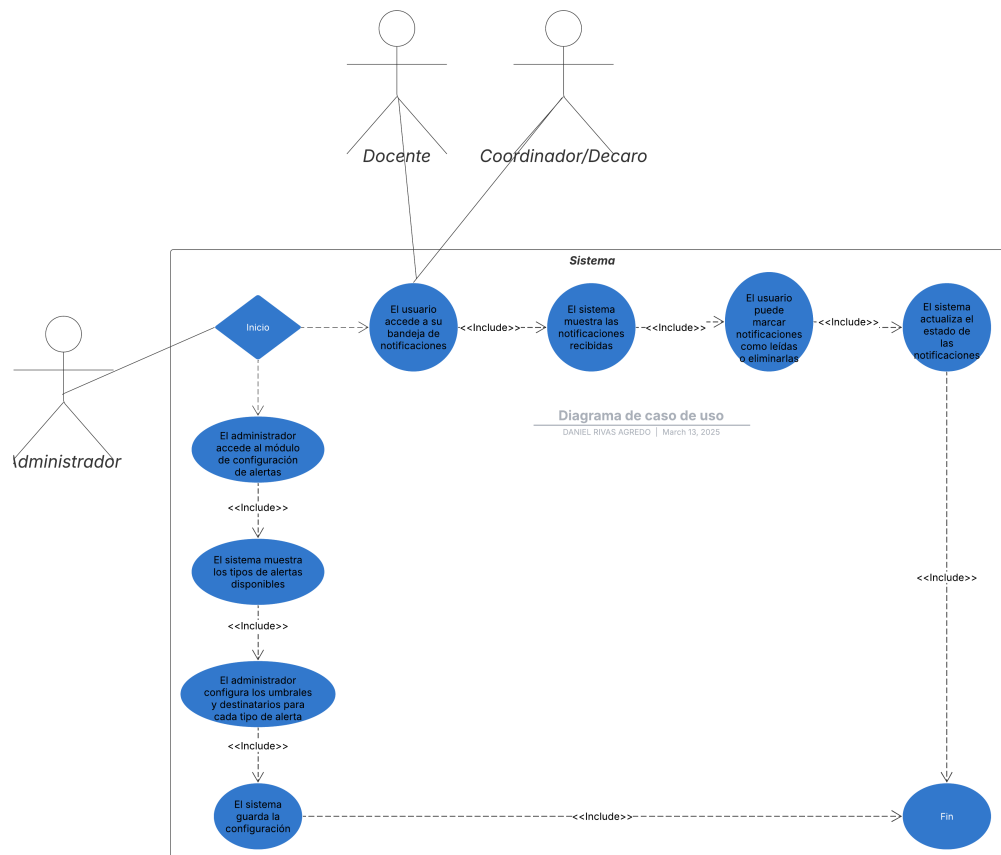 Docente
Coordinador/Decaro
Sistema
Inicio
El usuario
accede a su
bandeja de
notificaciones
<<Include>>
El sistema
muestra las
notificaciones
recibidas
<<Include>>
El usuario
puede
marcar
notificaciones
como leídas
o eliminarlas
<<Include>>
El sistema
actualiza el
estado de
las
notificaciones
Administrador
Diagrama de caso de uso
DANIEL RIVAS AGREDO | March 13, 2025
El administrador
accede al módulo
de configuración
de alertas
<<Include>>
El sistema muestra
los tipos de alertas
disponibles
<<Include>>
<<Include>>
El administrador
configura los umbrales
y destinatarios para
cada tipo de alerta
<<Include>>
El sistema
guarda la
configuración
<<Include>>
Fin